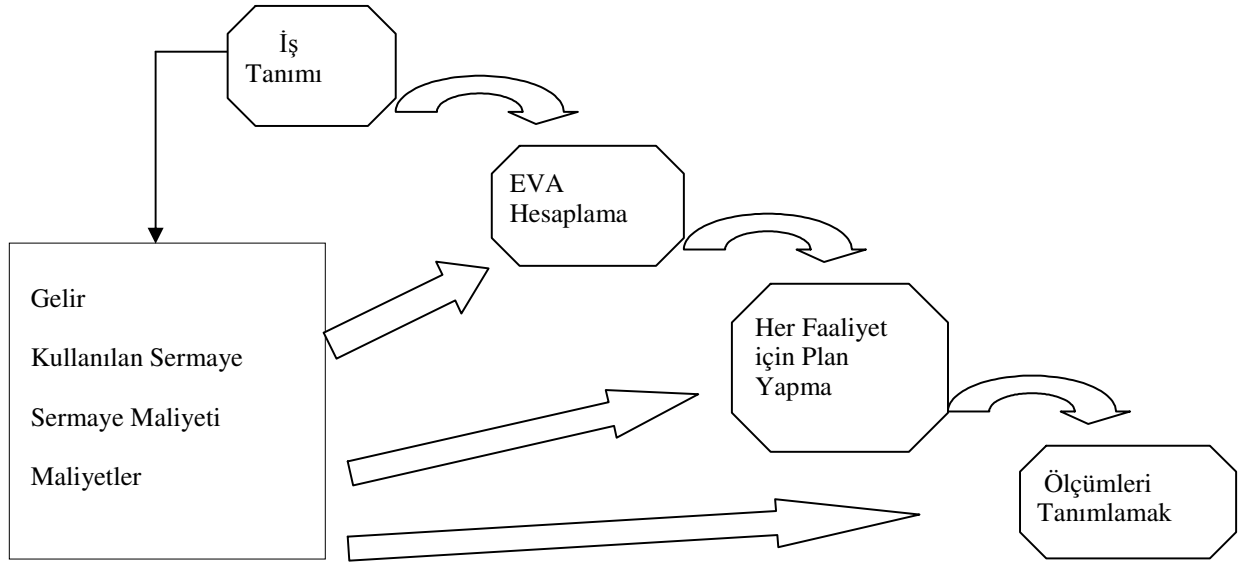 İş
Tanımı
EVA
Hesaplama
Gelir
Kullanılan Sermaye
Sermaye Maliyeti
Maliyetler
Her Faaliyet
için Plan
Yapma
Ölçümleri
Tanımlamak